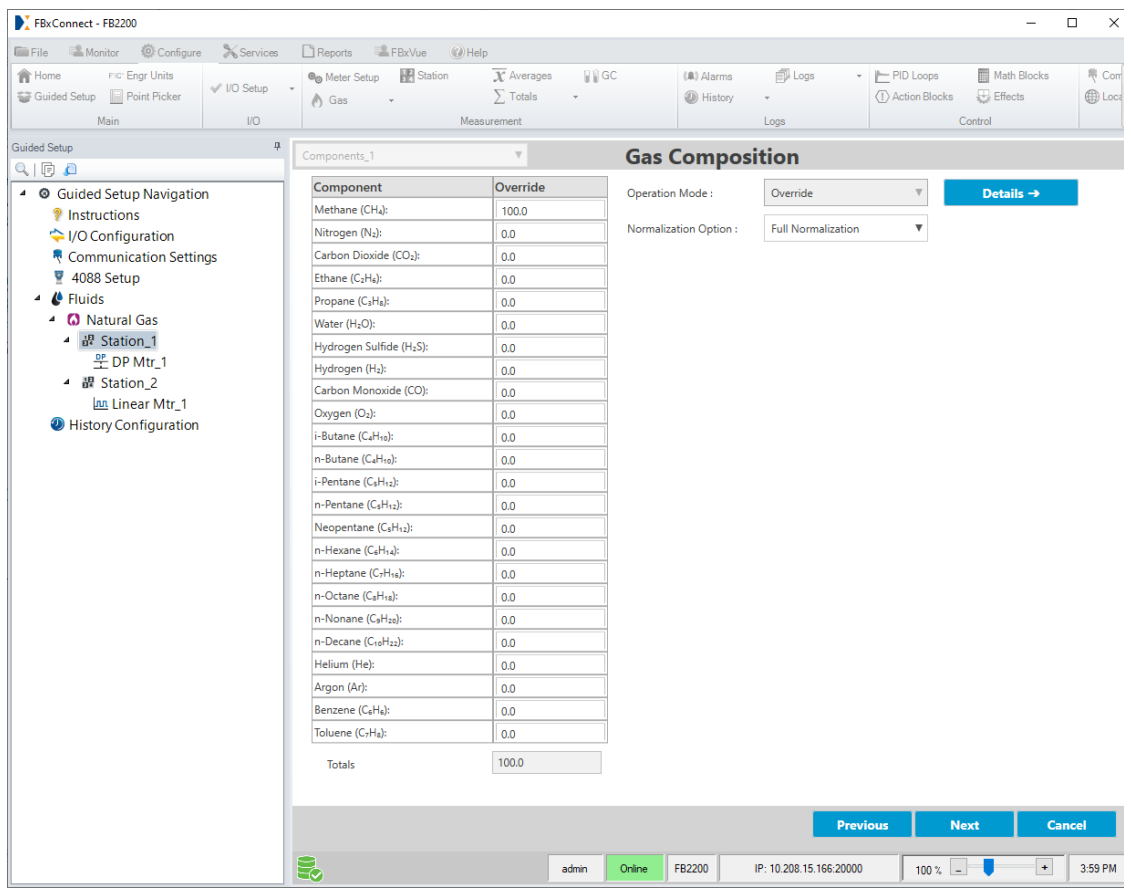 FBxConnect - FB2200
File Monitor Configure Services Reports FBxVue Help
Home Engr Units I/O Setup Meter Setup Station Averages GC Alarms Logs PID Loops Math Blocks
Guided Setup Point Picker Gas Totals History Action Blocks Effects
Main I/O Measurement Logs Control
Guided Setup
Guided Setup Navigation
Instructions
I/O Configuration
Communication Settings
4088 Setup
Fluids
Natural Gas
Station_1
DP Mtr_1
Station_2
Linear Mtr_1
History Configuration
Components_1
Gas Composition
Component Override
Methane (CH₄): 100.0
Nitrogen (N₂): 0.0
Carbon Dioxide (CO₂): 0.0
Ethane (C₂H₆): 0.0
Propane (C₃H₈): 0.0
Water (H₂O): 0.0
Hydrogen Sulfide (H₂S): 0.0
Hydrogen (H₂): 0.0
Carbon Monoxide (CO): 0.0
Oxygen (O₂): 0.0
i-Butane (C₄H₁₀): 0.0
n-Butane (C₄H₁₀): 0.0
i-Pentane (C₅H₁₂): 0.0
n-Pentane (C₅H₁₂): 0.0
Neopentane (C₅H₁₂): 0.0
n-Hexane (C₆H₁₄): 0.0
n-Heptane (C₇H₁₆): 0.0
n-Octane (C₈H₁₈): 0.0
n-Nonane (C₉H₂₀): 0.0
n-Decane (C₁₀H₂₂): 0.0
Helium (He): 0.0
Argon (Ar): 0.0
Benzene (C₆H₆): 0.0
Toluene (C₇H₈): 0.0
Totals 100.0
Operation Mode : Override Details →
Normalization Option : Full Normalization
Previous Next Cancel
admin Online FB2200 IP: 10.208.15.166:20000 100 % - + 3:59 PM